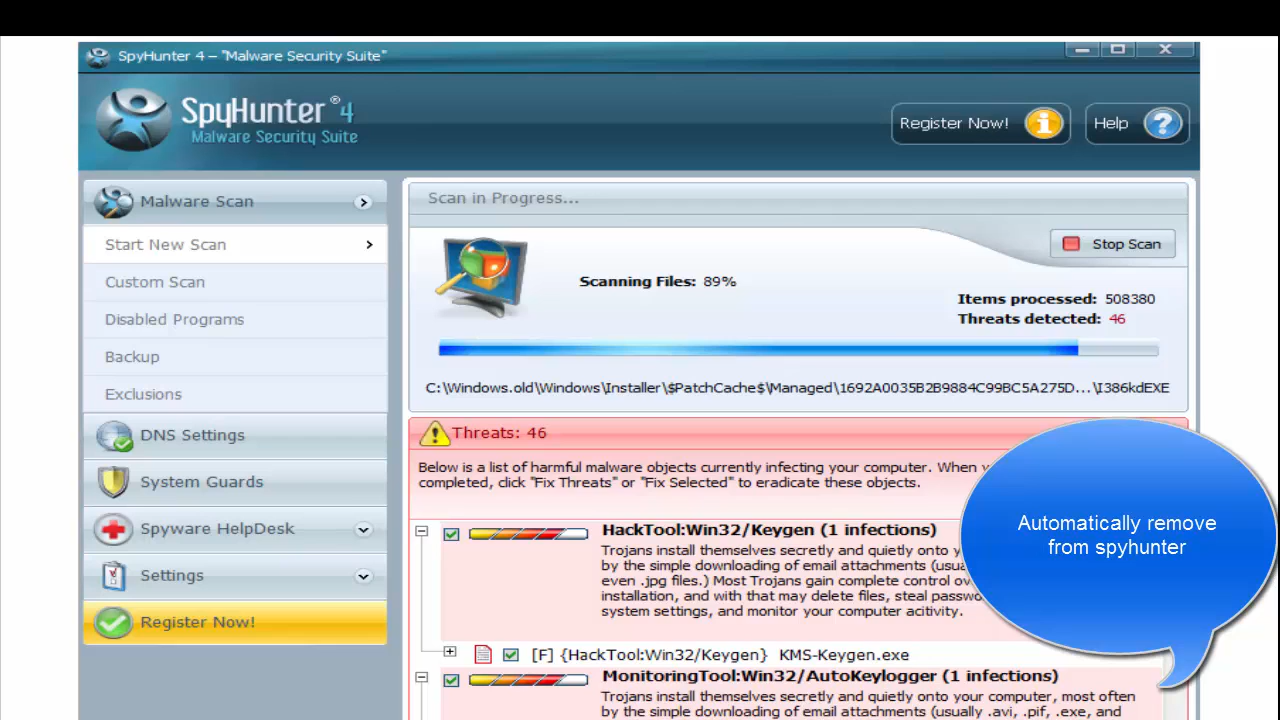 SpyHunter 4 – "Malware Security Suite"
SpyHunter® 4
Malware Security Suite
Register Now!
Help
Malware Scan
Start New Scan
Custom Scan
Disabled Programs
Backup
Exclusions
DNS Settings
System Guards
Spyware HelpDesk
Settings
Register Now!
Scan in Progress...
Stop Scan
Scanning Files: 89%
Items processed: 508380
Threats detected: 46
C:\Windows.old\Windows\Installer\$PatchCache$\Managed\1692A0035B2B9884C99BC5A275D...\I386kdEXE
Threats: 46
Below is a list of harmful malware objects currently infecting your computer. When
completed, click "Fix Threats" or "Fix Selected" to eradicate these objects.
HackTool:Win32/Keygen (1 infections)
Trojans install themselves secretly and quietly onto
by the simple downloading of email attachments
even .jpg files.) Most Trojans gain complete control
installation, and with that may delete files, steal
system settings, and monitor your computer acitivity.
[F] {HackTool:Win32/Keygen} KMS-Keygen.exe
MonitoringTool:Win32/AutoKeylogger (1 infections)
Trojans install themselves secretly and quietly onto your computer, most often
by the simple downloading of email attachments (usually .avi, .pif, .exe, and
Automatically remove
from spyhunter